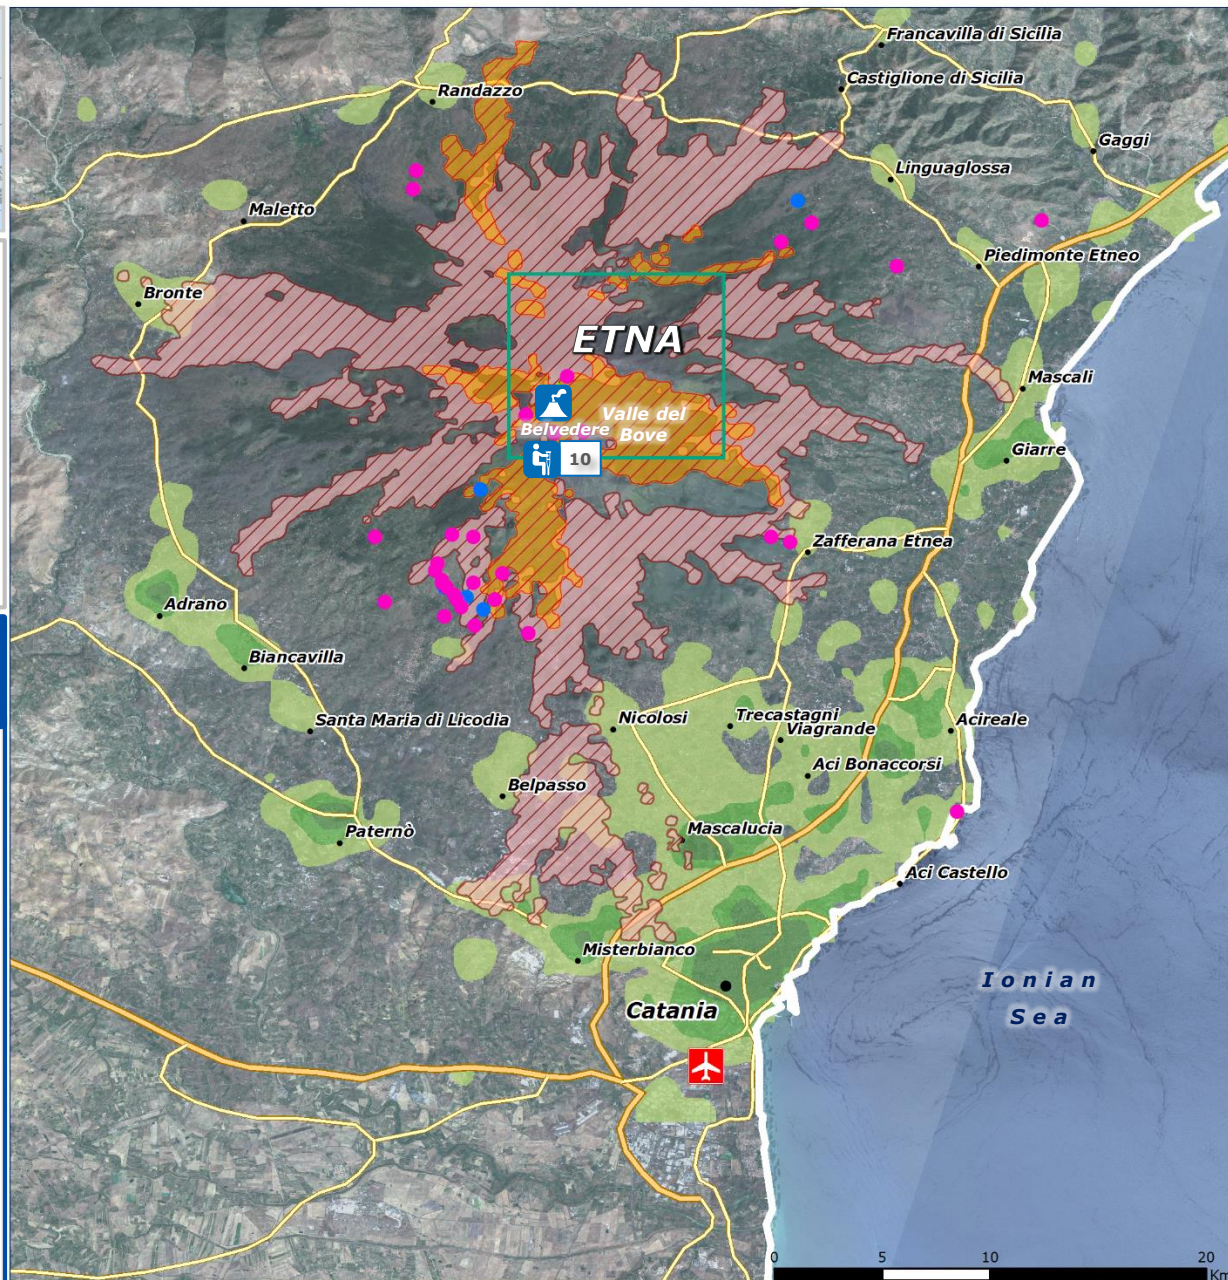 Francavilla di Sicilia
Castiglione di Sicilia
Randazzo
Gaggi
Linguaglossa
Maletto
Piedimonte Etneo
Bronte
ETNA
Mascali
Valle del
Bove
Belvedere
Giarre
10
Zafferana Etnea
Adrano
Biancavilla
Santa Maria di Licodia
Nicolosi
Trecastagni
Viagrande
Acireale
Aci Bonaccorsi
Belpasso
Mascalucia
Paternò
Aci Castello
Misterbianco
Ionian
Sea
Catania
0 5 10 20